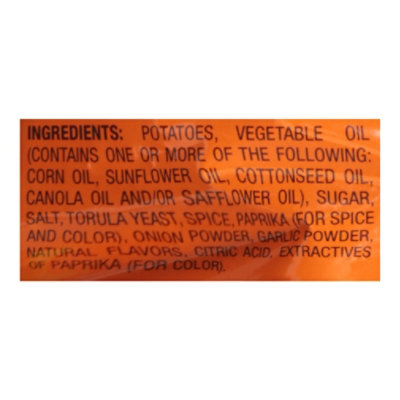 INGREDIENTS: POTATOES, VEGETABLE OIL
(CONTAINS ONE OR MORE OF THE FOLLOWING:
CORN OIL, SUNFLOWER OIL, COTTONSEED OIL,
CANOLA OIL AND/OR SAFFLOWER OIL), SUGAR,
SALT, TORULA YEAST, SPICE, PAPRIKA (FOR SPICE
AND COLOR), ONION POWDER, GARLIC POWDER,
NATURAL FLAVORS, CITRIC ACID, EXTRACTIVES
OF PAPRIKA (FOR COLOR).